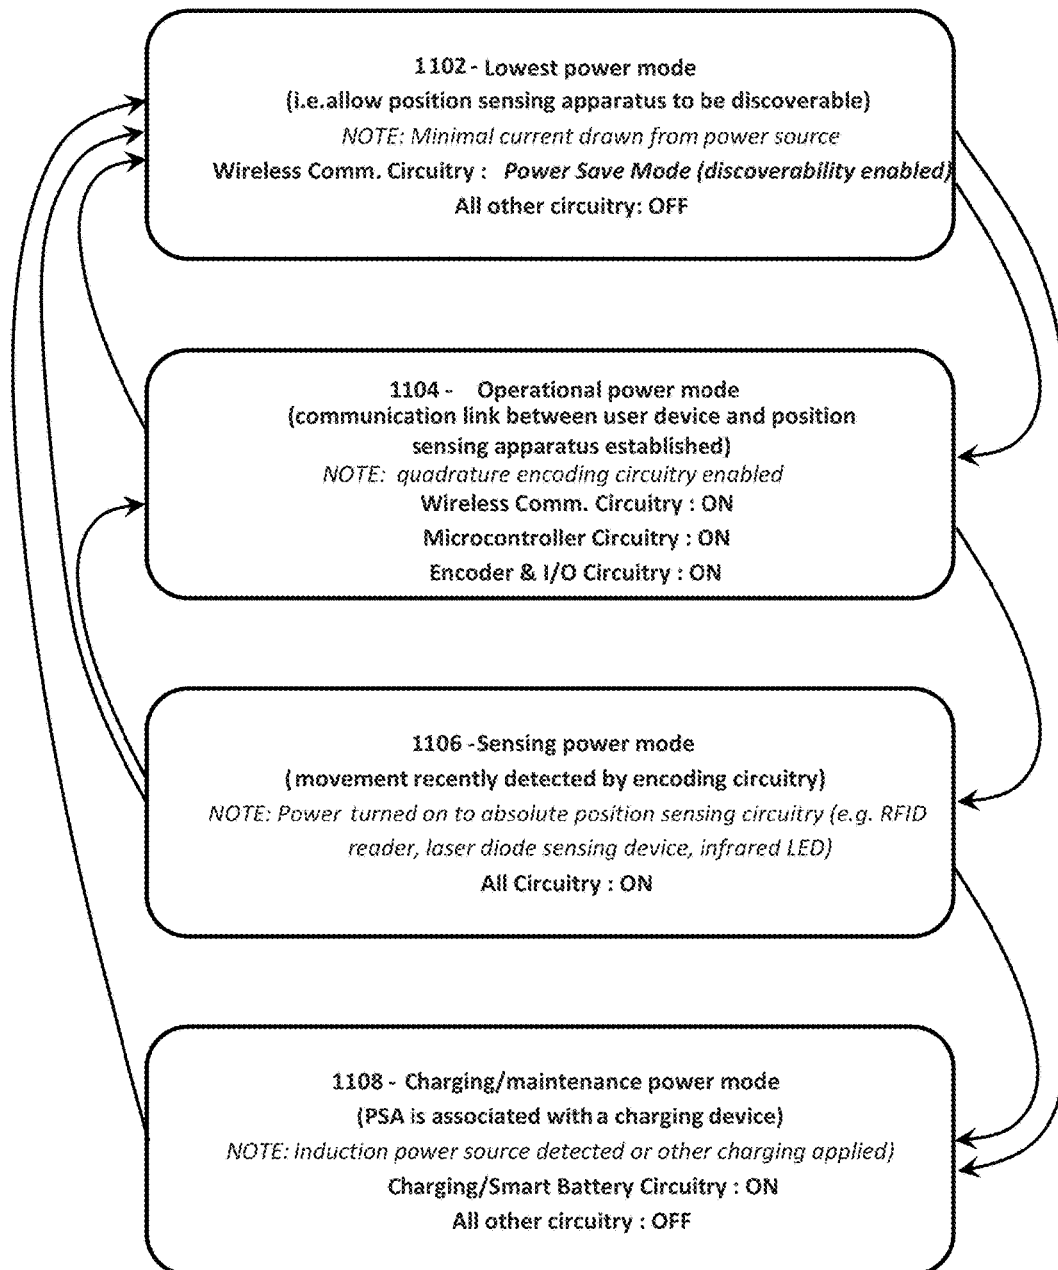 1102 - Lowest power mode
(i.e.allow position sensing apparatus to be discoverable)
NOTE: Minimal current drawn from power source
Wireless Comm. Circuitry : Power Save Mode (discoverability enabled)
All other circuitry: OFF
1104 - Operational power mode
(communication link between user device and position
sensing apparatus established)
NOTE: quadrature encoding circuitry enabled
Wireless Comm. Circuitry : ON
Microcontroller Circuitry : ON
Encoder & I/O Circuitry : ON
1106 -Sensing power mode
(movement recently detected by encoding circuitry)
NOTE: Power turned on to absolute position sensing circuitry (e.g. RFID
reader, laser diode sensing device, infrared LED)
All Circuitry : ON
1108 - Charging/maintenance power mode
(PSA is associated with a charging device)
NOTE: Induction power source detected or other charging applied)
Charging/Smart Battery Circuitry : ON
All other circuitry : OFF